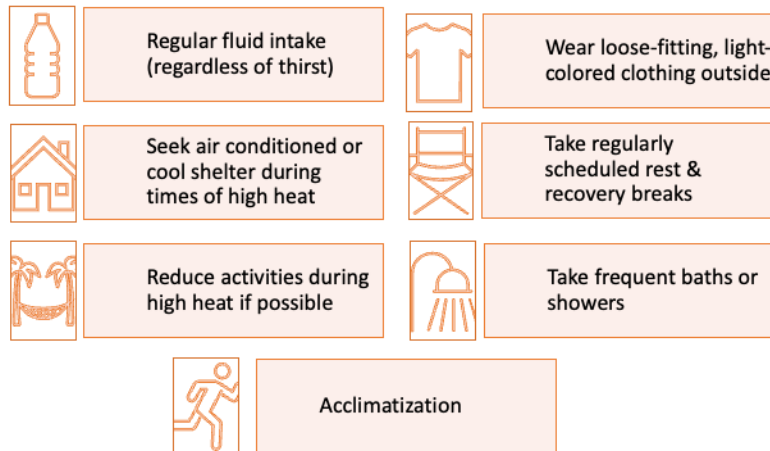 Regular fluid intake
(regardless of thirst)
Wear loose-fitting, light-
colored clothing outside
Seek air conditioned or
cool shelter during
times of high heat
Take regularly
scheduled rest &
recovery breaks
Reduce activities during
high heat if possible
Take frequent baths or
showers
Acclimatization